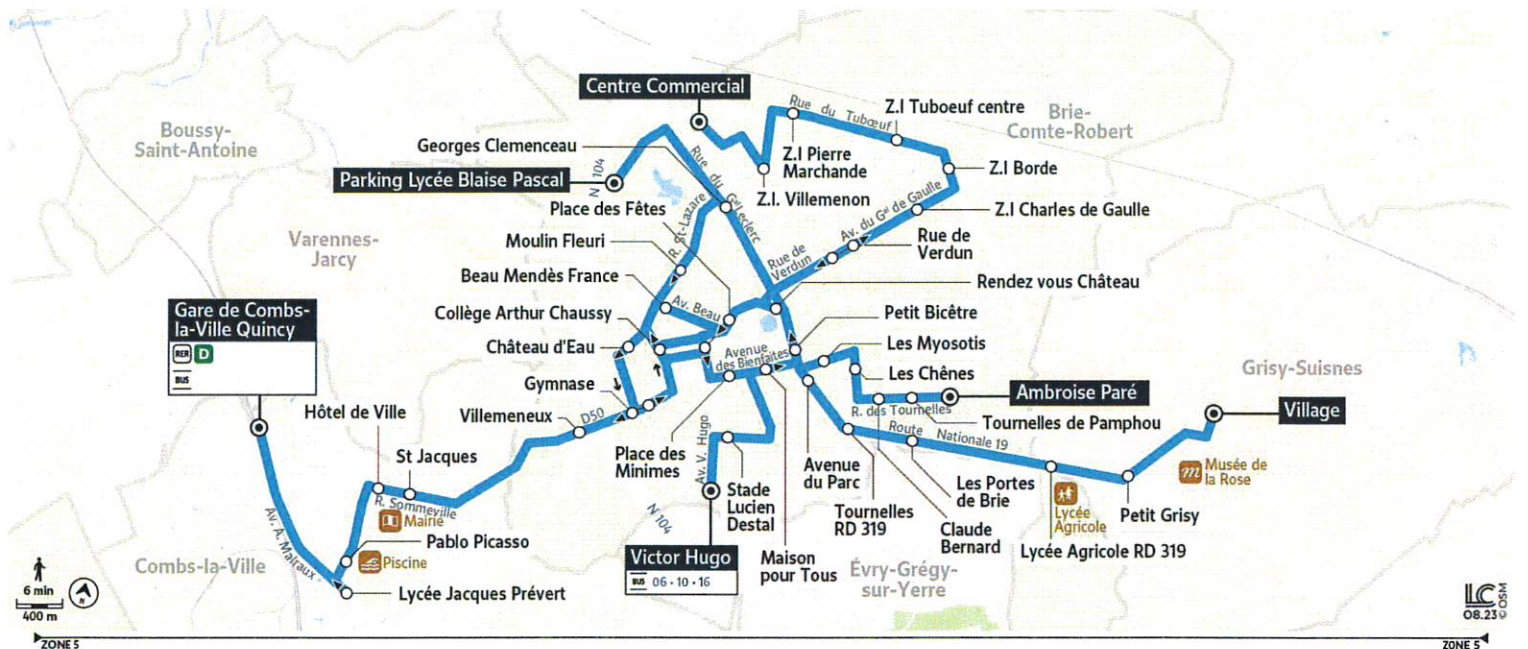 Centre Commercial
Rue du Tubœuf
Z.I Tuboeuf centre
Brie-
Comte-Robert
Boussy-
Saint-Antoine
Georges Clemenceau
Z.I Pierre
Marchande
Z.I Borde
Parking Lycée Blaise Pascal
N 104
Rue du Gal Leclerc
Z.I. Villemenon
Place des Fêtes
Av. du Gal de Gaulle
Z.I Charles de Gaulle
R. St-Lazare
Varennes-
Jarcy
Moulin Fleuri
Rue de
Verdun
Rue de
Verdun
Beau Mendès France
Av. Beau
Rendez vous Château
Gare de Combs-
la-Ville Quincy
RER D
BUS
Collège Arthur Chaussy
Petit Bicêtre
Château d'Eau
Avenue
des Bienfaites
Les Myosotis
Les Chênes
Grisy-Suisnes
Gymnase
Ambroise Paré
Hôtel de Ville
Villemeneux
D50
R. des Tournelles
Tournelles de Pamphou
Village
Route Nationale 19
St Jacques
Place des
Minimes
Av. V. Hugo
Avenue
du Parc
Les Portes
de Brie
Musée de
la Rose
R. Sommeville
Mairie
Stade
Lucien
Destal
Tournelles
RD 319
Claude
Bernard
Lycée
Agricole
Petit Grisy
N 104
Av. A. Malraux
Pablo Picasso
Piscine
Victor Hugo
BUS 06 · 10 · 16
Maison
pour Tous
Lycée Agricole RD 319
Combs-la-Ville
Évry-Grégy-
sur-Yerre
Lycée Jacques Prévert
6 min
400 m
N
LC
08.23
© OSM
ZONE 5
ZONE 5